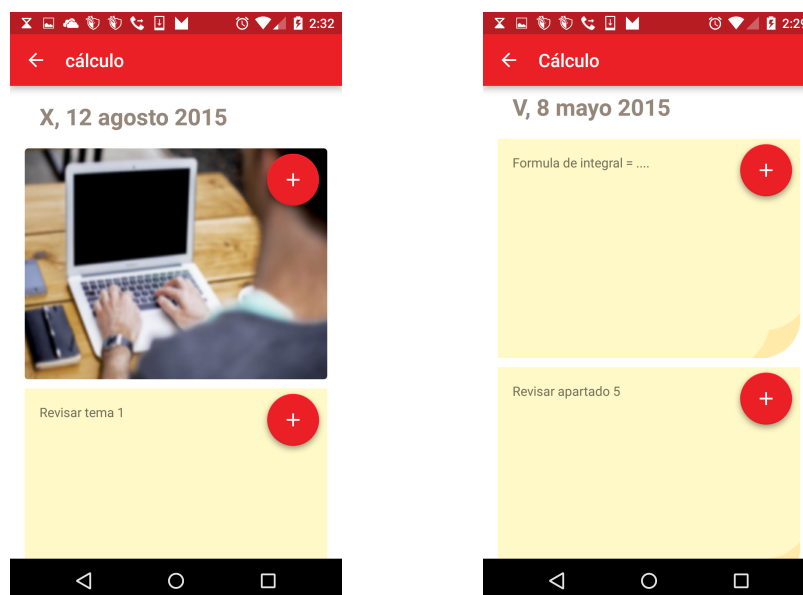 2:32
cálculo
X, 12 agosto 2015
Revisar tema 1
2:29
Cálculo
V, 8 mayo 2015
Formula de integral = ....
Revisar apartado 5